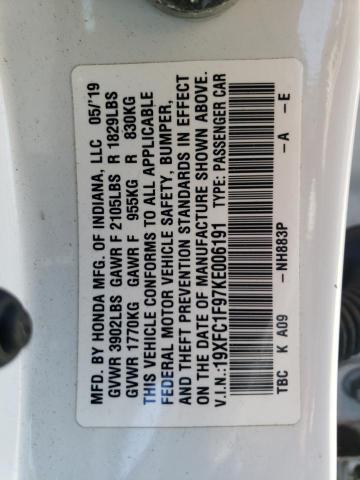 MFD. BY HONDA MFG. OF INDIANA, LLC 05/'19
GVWR 3902LBS GAWR F 2105LBS R 1829LBS
GVWR 1770KG GAWR F 955KG R 830KG
THIS VEHICLE CONFORMS TO ALL APPLICABLE
FEDERAL MOTOR VEHICLE SAFETY, BUMPER,
AND THEFT PREVENTION STANDARDS IN EFFECT
ON THE DATE OF MANUFACTURE SHOWN ABOVE.
V.I.N.:19XFC1F97KE006191 TYPE: PASSENGER CAR
TBC K A09 -NH883P -A -E